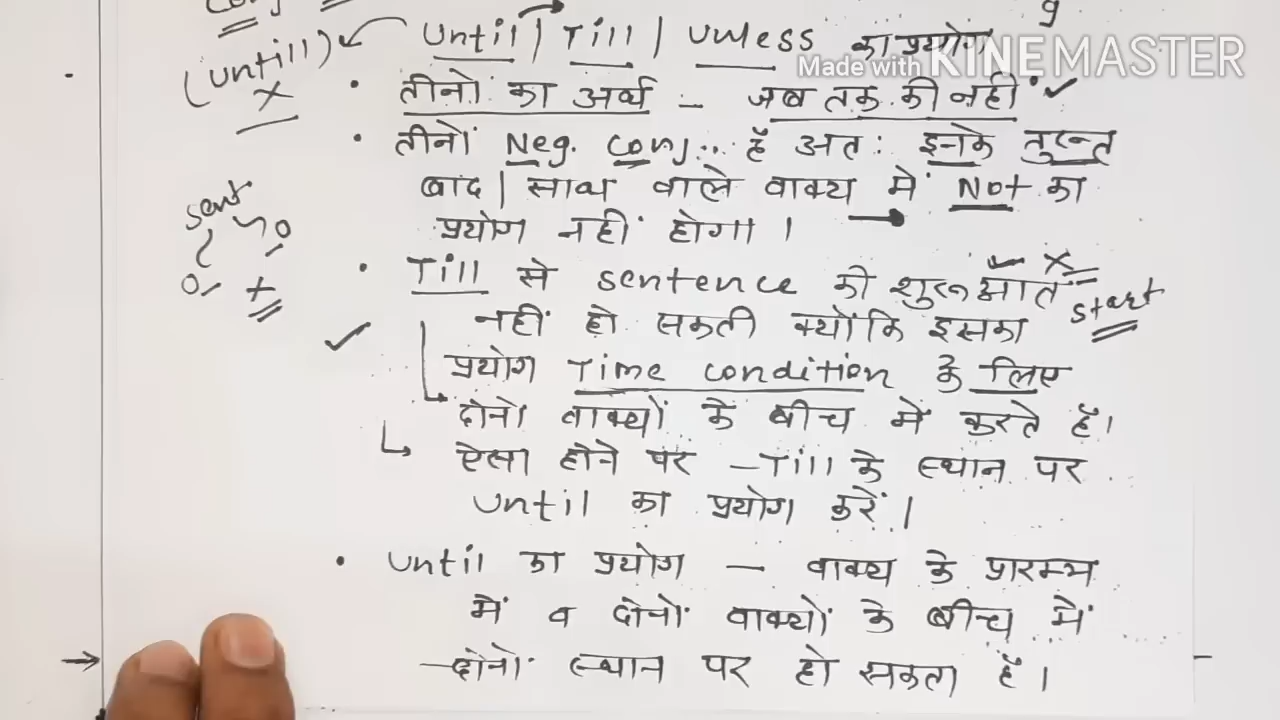 Until / Till / Unless का प्रयोग
Made with KINEMASTER
(untill)
• तीनों का अर्थ – जब तक की नहीं
• तीनों Neg. Conj.. हैं अतः इनके तुरन्त
बाद / साथ वाले वाक्य में Not का
प्रयोग नहीं होगा ।
sent
• Till से sentence की शुरूआत
start
नहीं हो सकती क्योंकि इसका
प्रयोग Time condition के लिए
दोनों वाक्यों के बीच में करते हैं।
ऐसा होने पर – Till के स्थान पर
until का प्रयोग करें ।
• until का प्रयोग – वाक्य के प्रारम्भ
में व दोनों वाक्यों के बीच में
दोनों स्थान पर हो सकता है ।